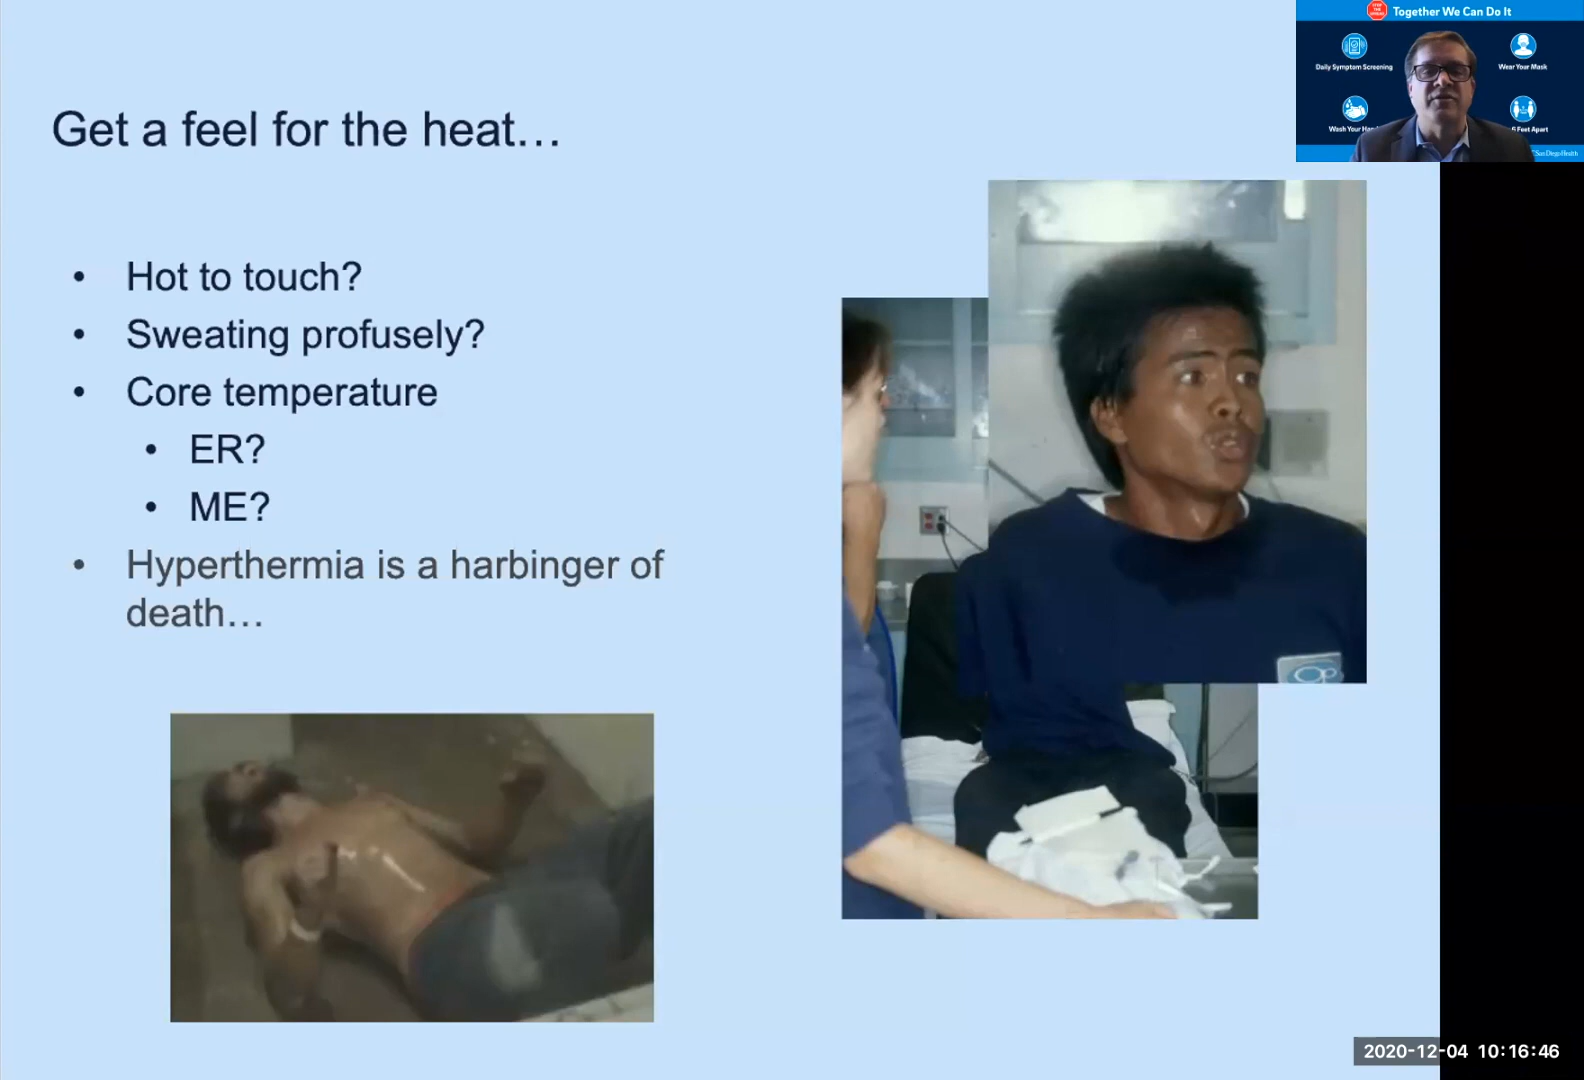 Together We Can Do It
Daily Symptom Screening
Wear Your Mask
Wash Your
Feet Apart
Get a feel for the heat…
• Hot to touch?
• Sweating profusely?
• Core temperature
• ER?
• ME?
• Hyperthermia is a harbinger of
death…
2020-12-04 10:16:46